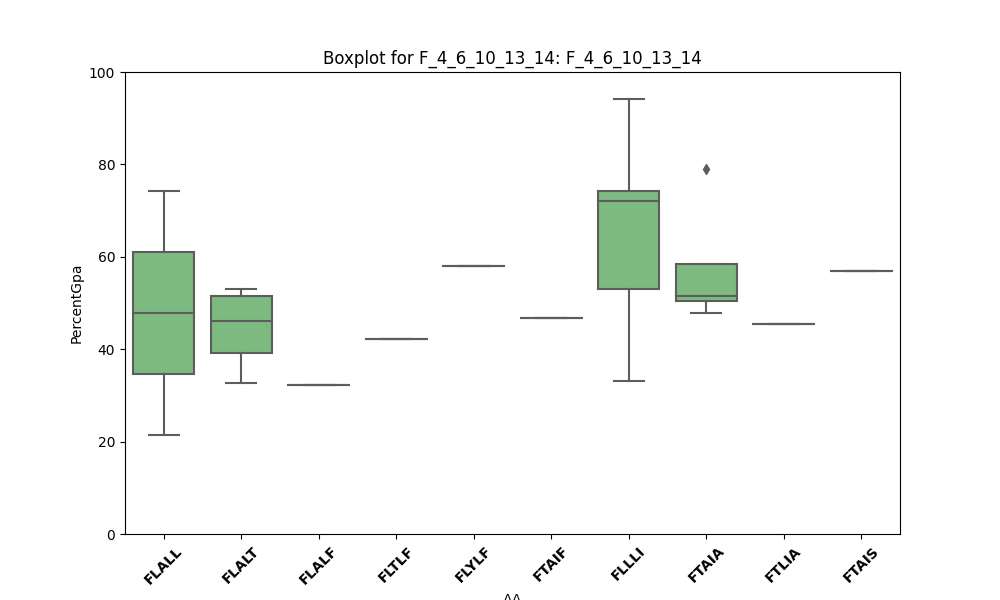 Boxplot for F_4_6_10_13_14: F_4_6_10_13_14
100
80
60
40
20
0
PercentGpa
FLALL
FLALT
FLALF
FLTLF
FLYLF
FTAIF
FLLLI
FTAIA
FTLIA
FTAIS